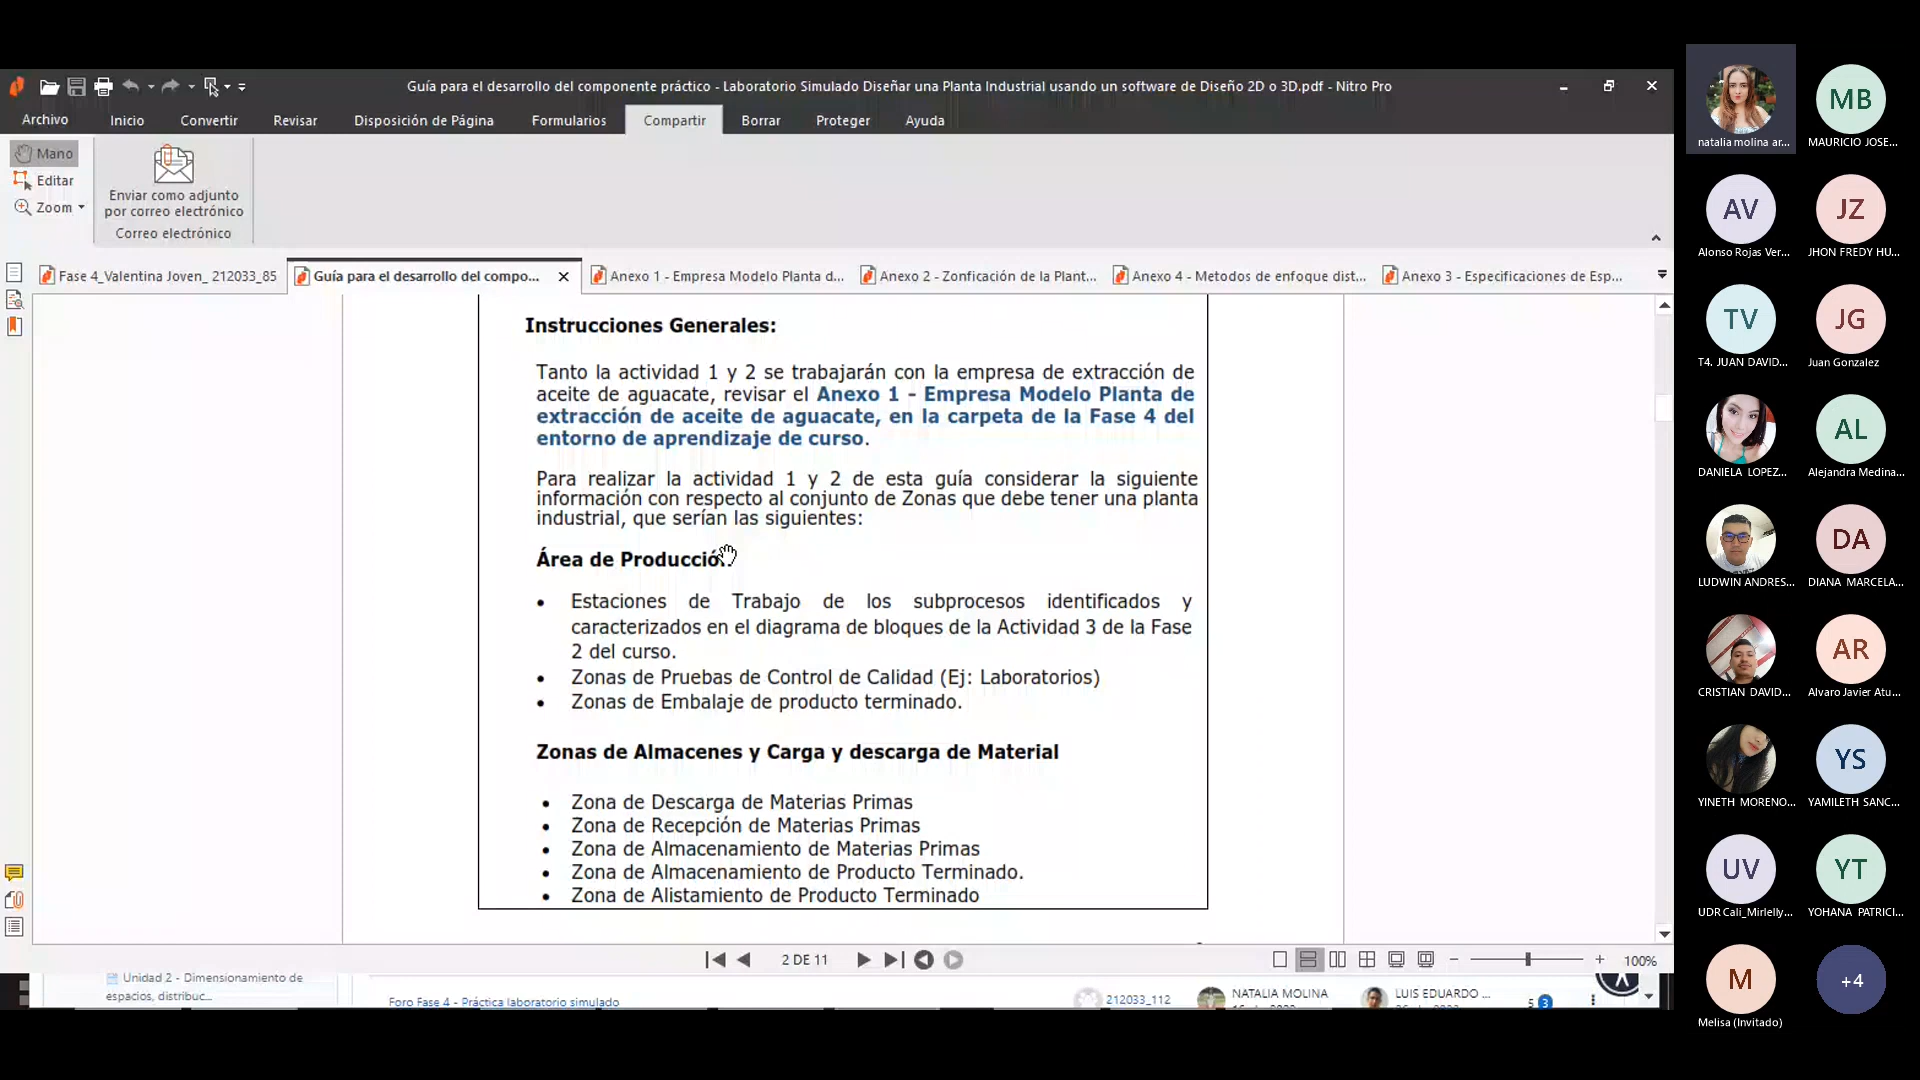 Guía para el desarrollo del componente práctico - Laboratorio Simulado Diseñar una Planta Industrial usando un software de Diseño 2D o 3D.pdf - Nitro Pro
Archivo Inicio Convertir Revisar Disposición de Página Formularios Compartir Borrar Proteger Ayuda
Mano
Editar
Zoom
Enviar como adjunto
por correo electrónico
Correo electrónico
Fase 4_Valentina Joven_ 212033_85 Guía para el desarrollo del compo... Anexo 1 - Empresa Modelo Planta d... Anexo 2 - Zonficación de la Plant... Anexo 4 - Metodos de enfoque dist... Anexo 3 - Especificaciones de Esp...
Instrucciones Generales:
Tanto la actividad 1 y 2 se trabajarán con la empresa de extracción de
aceite de aguacate, revisar el Anexo 1 - Empresa Modelo Planta de
extracción de aceite de aguacate, en la carpeta de la Fase 4 del
entorno de aprendizaje de curso.
Para realizar la actividad 1 y 2 de esta guía considerar la siguiente
información con respecto al conjunto de Zonas que debe tener una planta
industrial, que serían las siguientes:
Área de Producción
• Estaciones de Trabajo de los subprocesos identificados y
caracterizados en el diagrama de bloques de la Actividad 3 de la Fase
2 del curso.
• Zonas de Pruebas de Control de Calidad (Ej: Laboratorios)
• Zonas de Embalaje de producto terminado.
Zonas de Almacenes y Carga y descarga de Material
• Zona de Descarga de Materias Primas
• Zona de Recepción de Materias Primas
• Zona de Almacenamiento de Materias Primas
• Zona de Almacenamiento de Producto Terminado.
• Zona de Alistamiento de Producto Terminado
2 DE 11
100%
Unidad 2 - Dimensionamiento de
espacios, distribuc...
Foro Fase 4 - Práctica laboratorio simulado
212033_112
NATALIA MOLINA
LUIS EDUARDO ...
5 3
natalia molina ar...
MB
MAURICIO JOSE...
AV
Alonso Rojas Ver...
JZ
JHON FREDY HU...
TV
T4. JUAN DAVID...
JG
Juan Gonzalez
DANIELA LOPEZ...
AL
Alejandra Medina...
LUDWIN ANDRES...
DA
DIANA MARCELA...
CRISTIAN DAVID...
AR
Alvaro Javier Atu...
YINETH MORENO...
YS
YAMILETH SANC...
UV
UDR Cali_Mirlelly...
YT
YOHANA PATRICI...
M
Melisa (Invitado)
+4